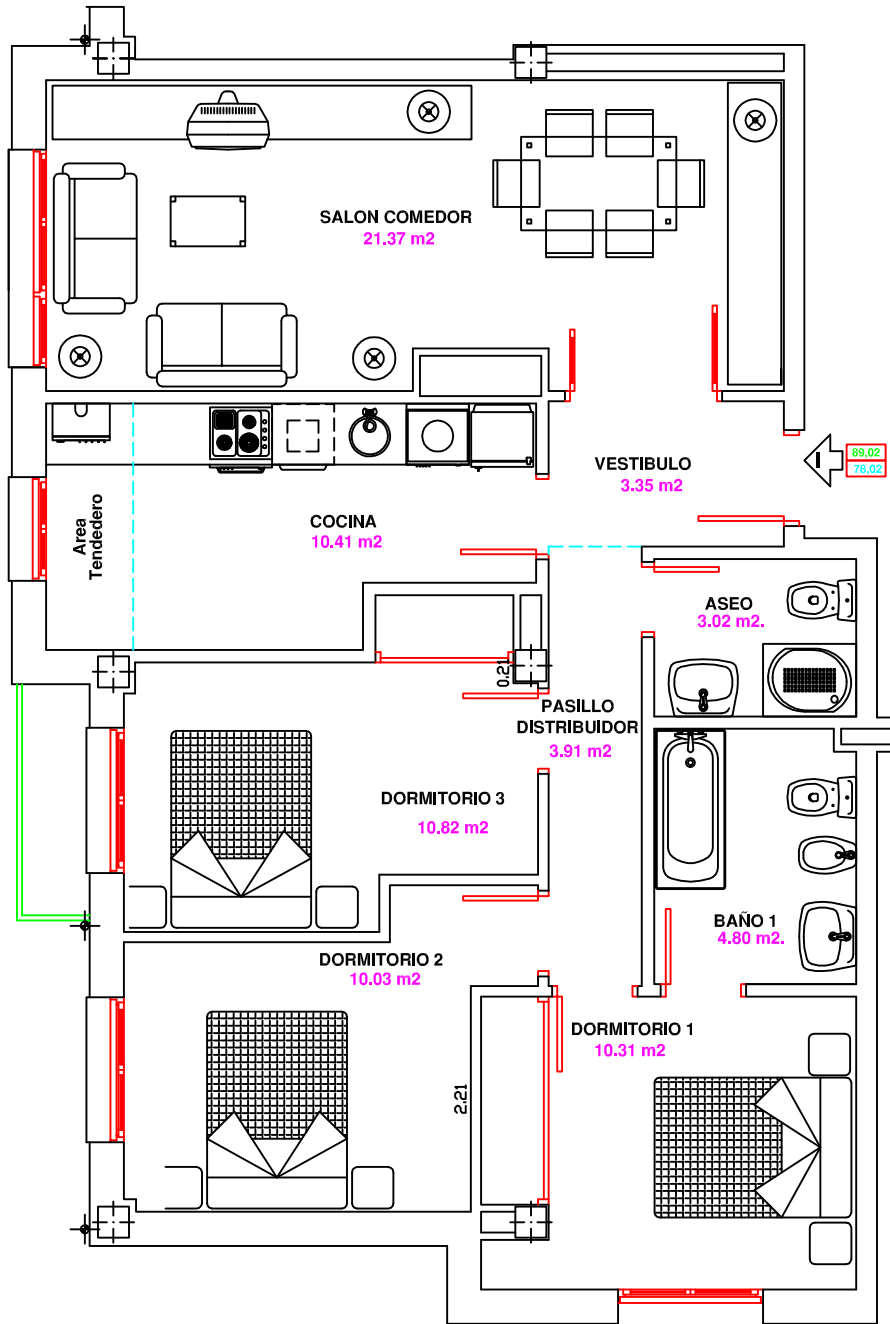 SALON COMEDOR
21.37 m2
VESTIBULO
3.35 m2
89.02
78.02
Area
Tendedero
COCINA
10.41 m2
ASEO
3.02 m2.
0.21
PASILLO
DISTRIBUIDOR
3.91 m2
DORMITORIO 3
10.82 m2
BAÑO 1
4.80 m2.
DORMITORIO 2
10.03 m2
DORMITORIO 1
10.31 m2
2.21